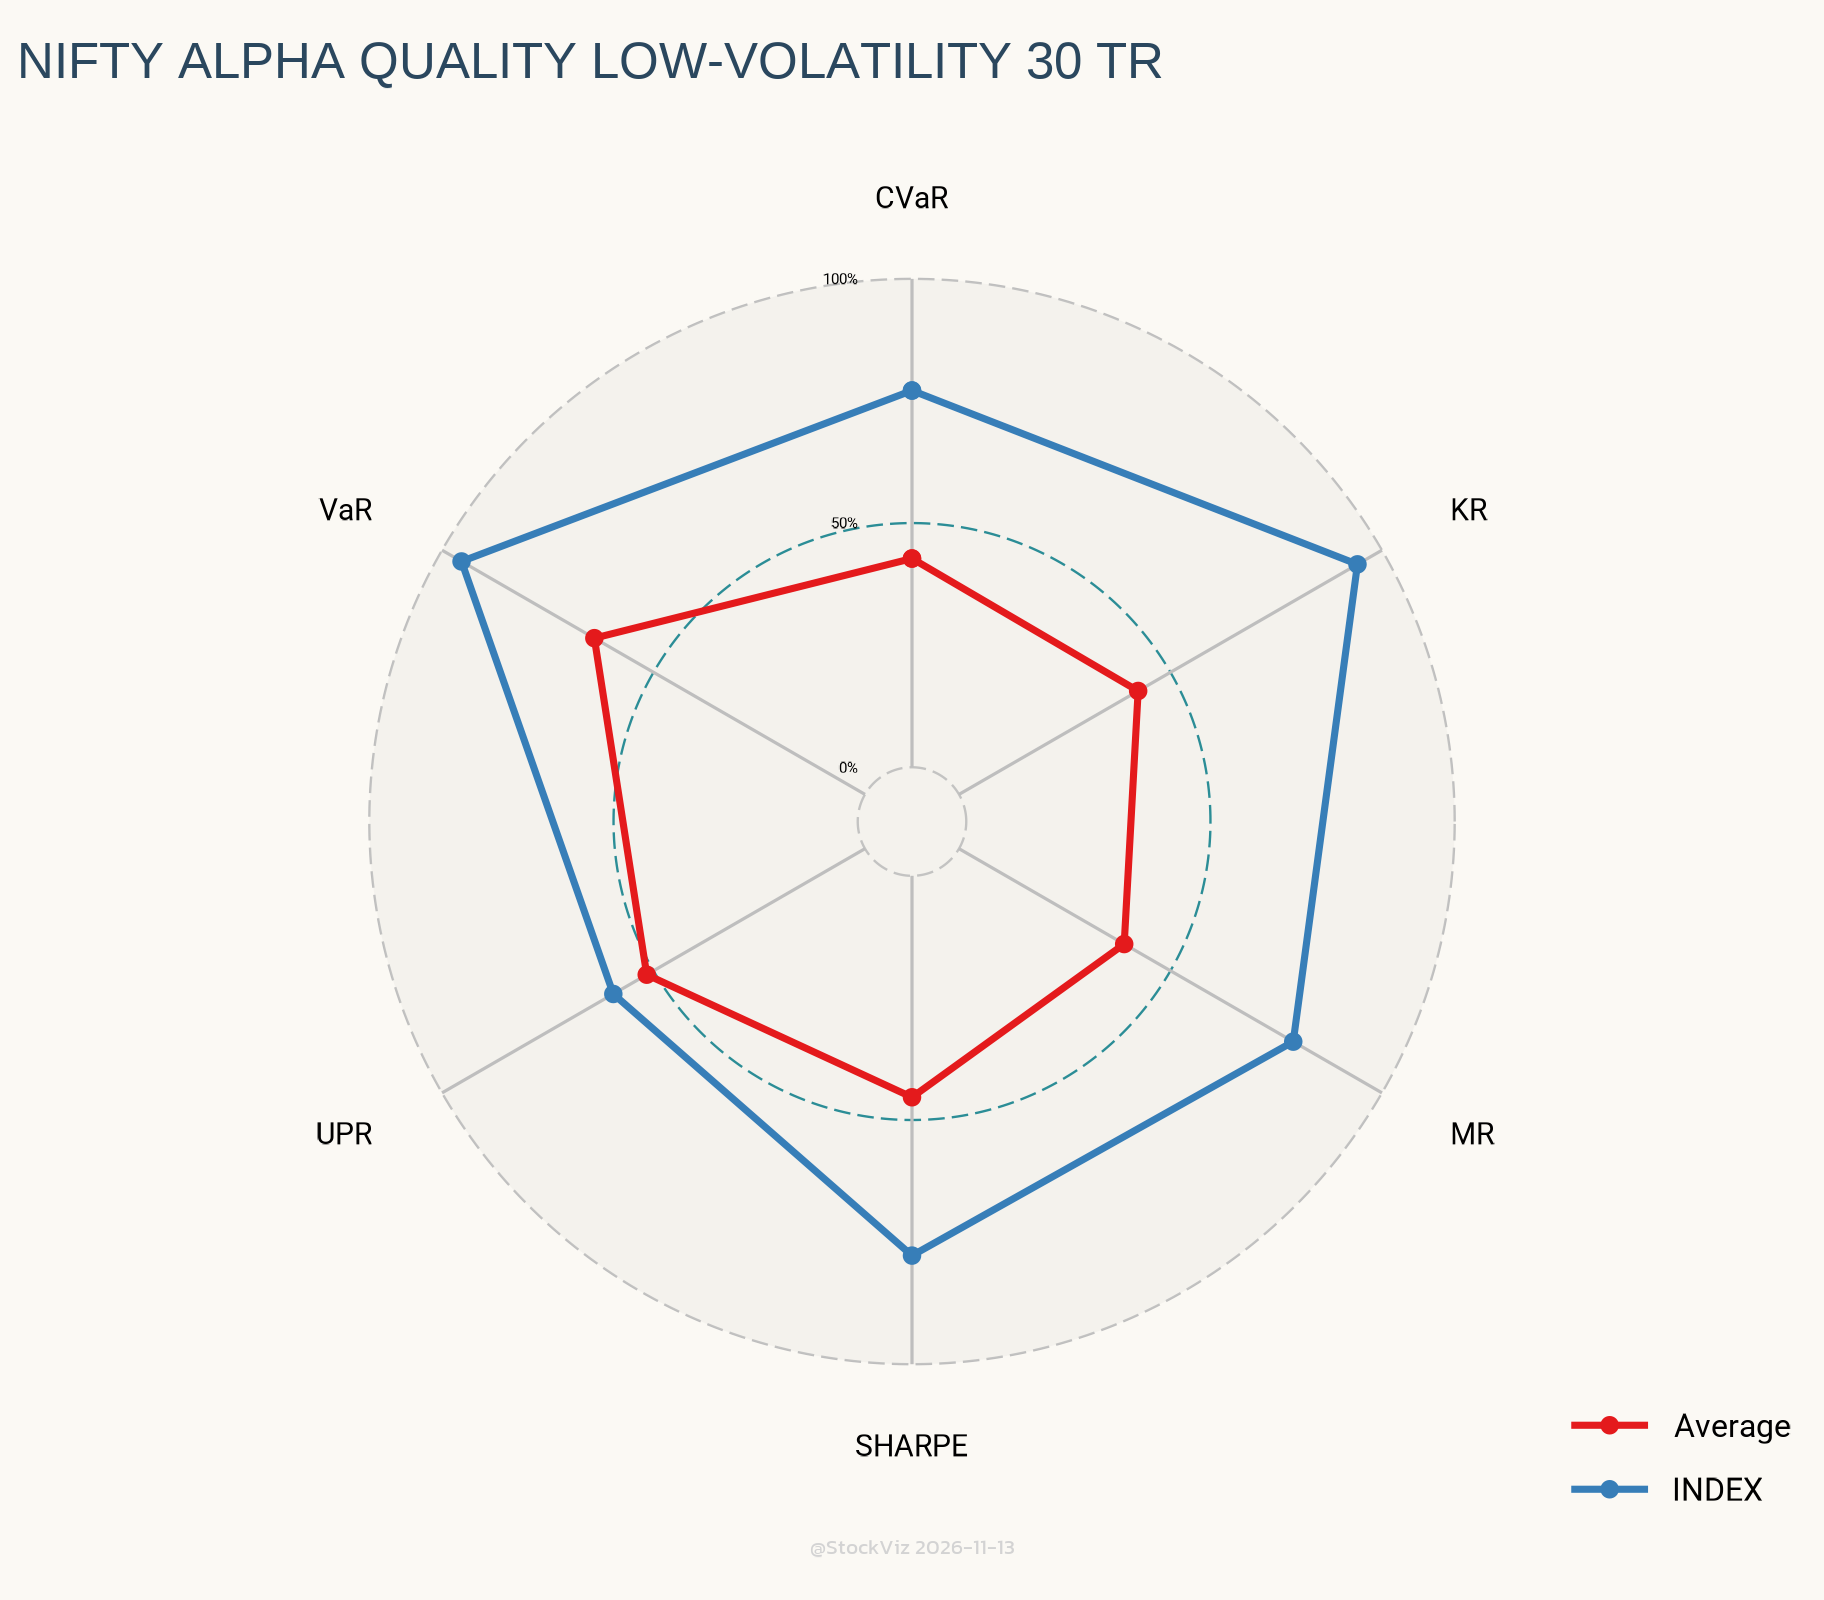 NIFTY ALPHA QUALITY LOW-VOLATILITY 30 TR
CVaR
100%
VaR
KR
50%
0%
UPR
MR
SHARPE
Average
INDEX
@StockViz 2026-11-13